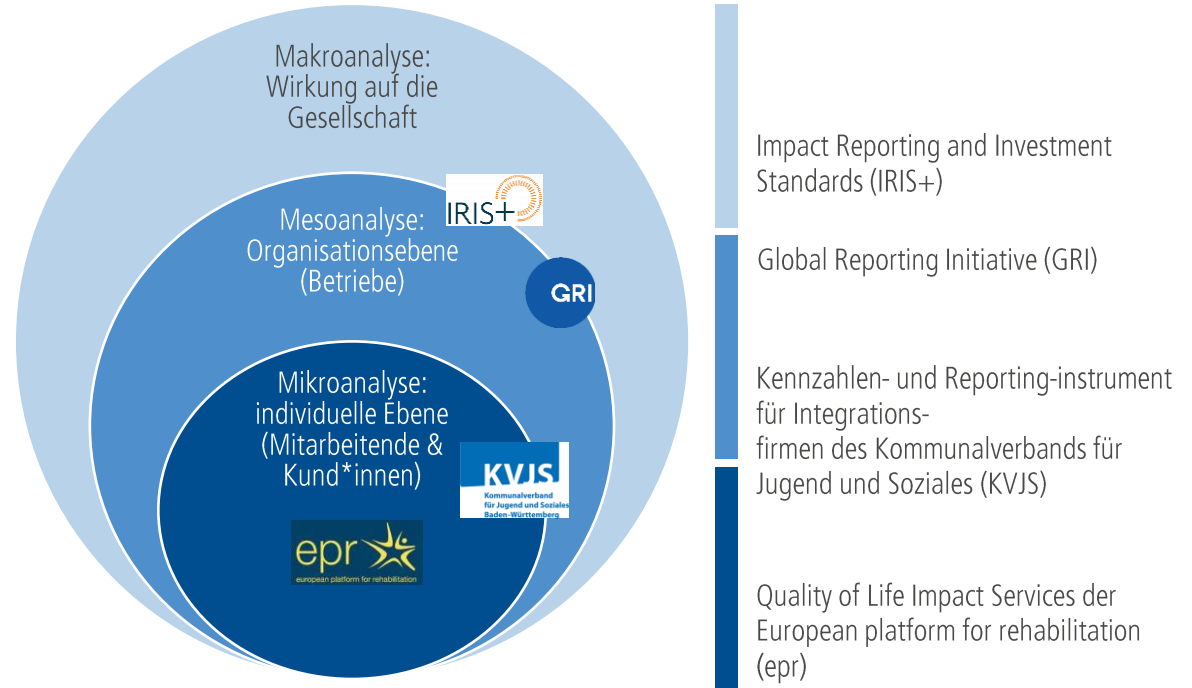 Makroanalyse:
Wirkung auf die
Gesellschaft
IRIS+
Mesoanalyse:
Organisationsebene
(Betriebe)
GRI
Mikroanalyse:
individuelle Ebene
(Mitarbeitende &
Kund*innen)
KVJS
Kommunalverband
für Jugend und Soziales
Baden-Württemberg
epr
european platform for rehabilitation
Impact Reporting and Investment
Standards (IRIS+)
Global Reporting Initiative (GRI)
Kennzahlen- und Reporting-instrument
für Integrations-
firmen des Kommunalverbands für
Jugend und Soziales (KVJS)
Quality of Life Impact Services der
European platform for rehabilitation
(epr)